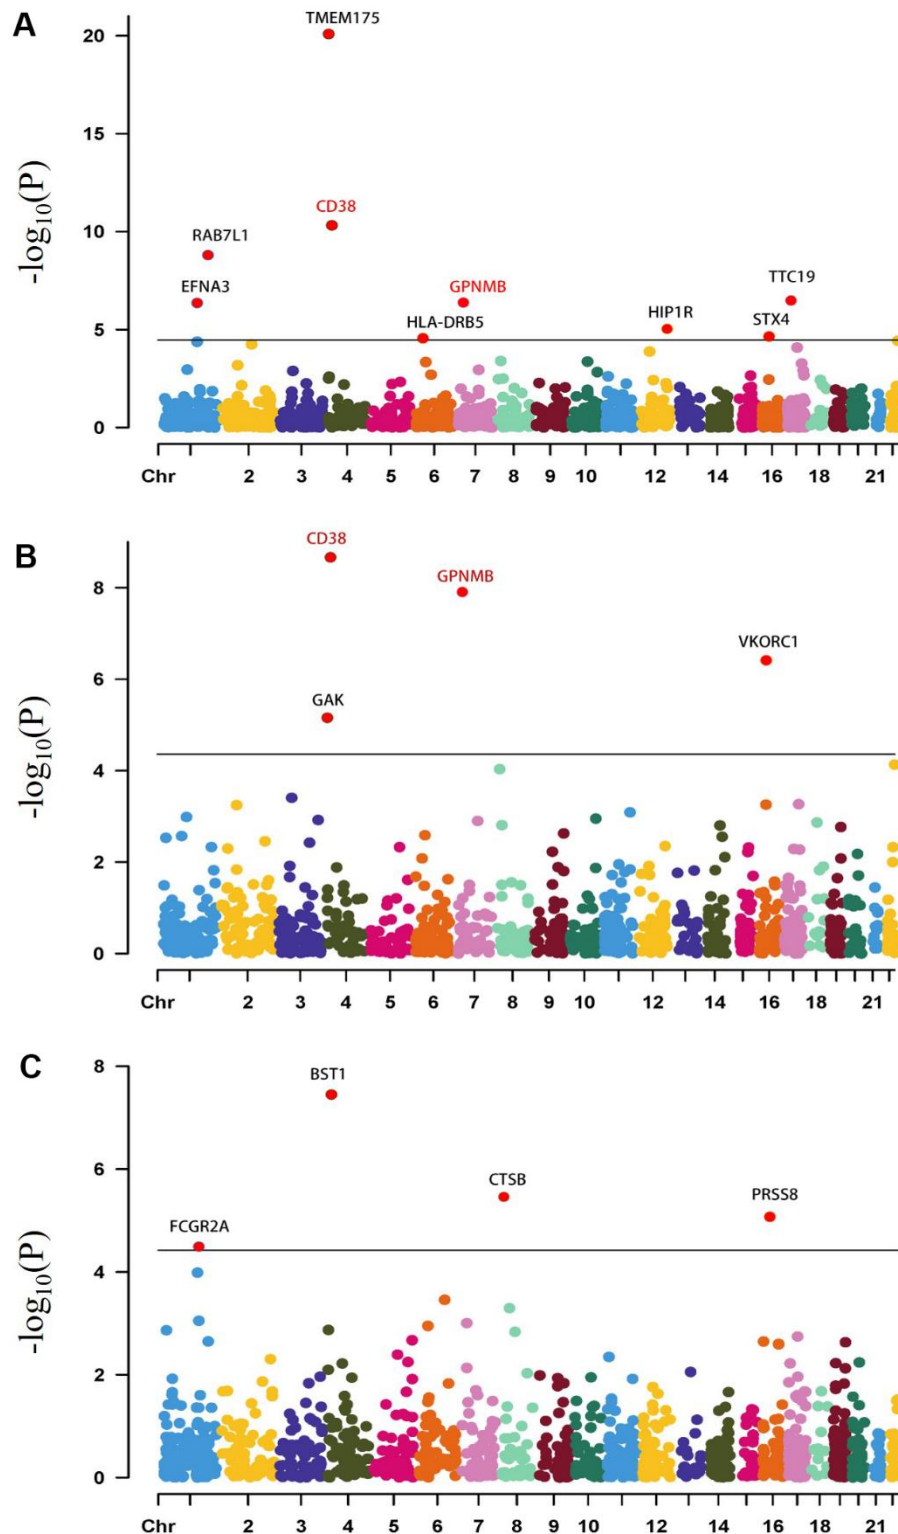 A
TMEM175
20
15
-log10(P)
CD38
10
RAB7L1
TTC19
EFNA3
GPNMB
HIP1R
HLA-DRB5
STX4
5
0
Chr 2 3 4 5 6 7 8 9 10 12 14 16 18 21
B
CD38
GPNMB
8
VKORC1
6
GAK
-log10(P)
4
2
0
Chr 2 3 4 5 6 7 8 9 10 12 14 16 18 21
C
8
BST1
6
CTSB
PRSS8
FCGR2A
-log10(P)
4
2
0
Chr 2 3 4 5 6 7 8 9 10 12 14 16 18 21